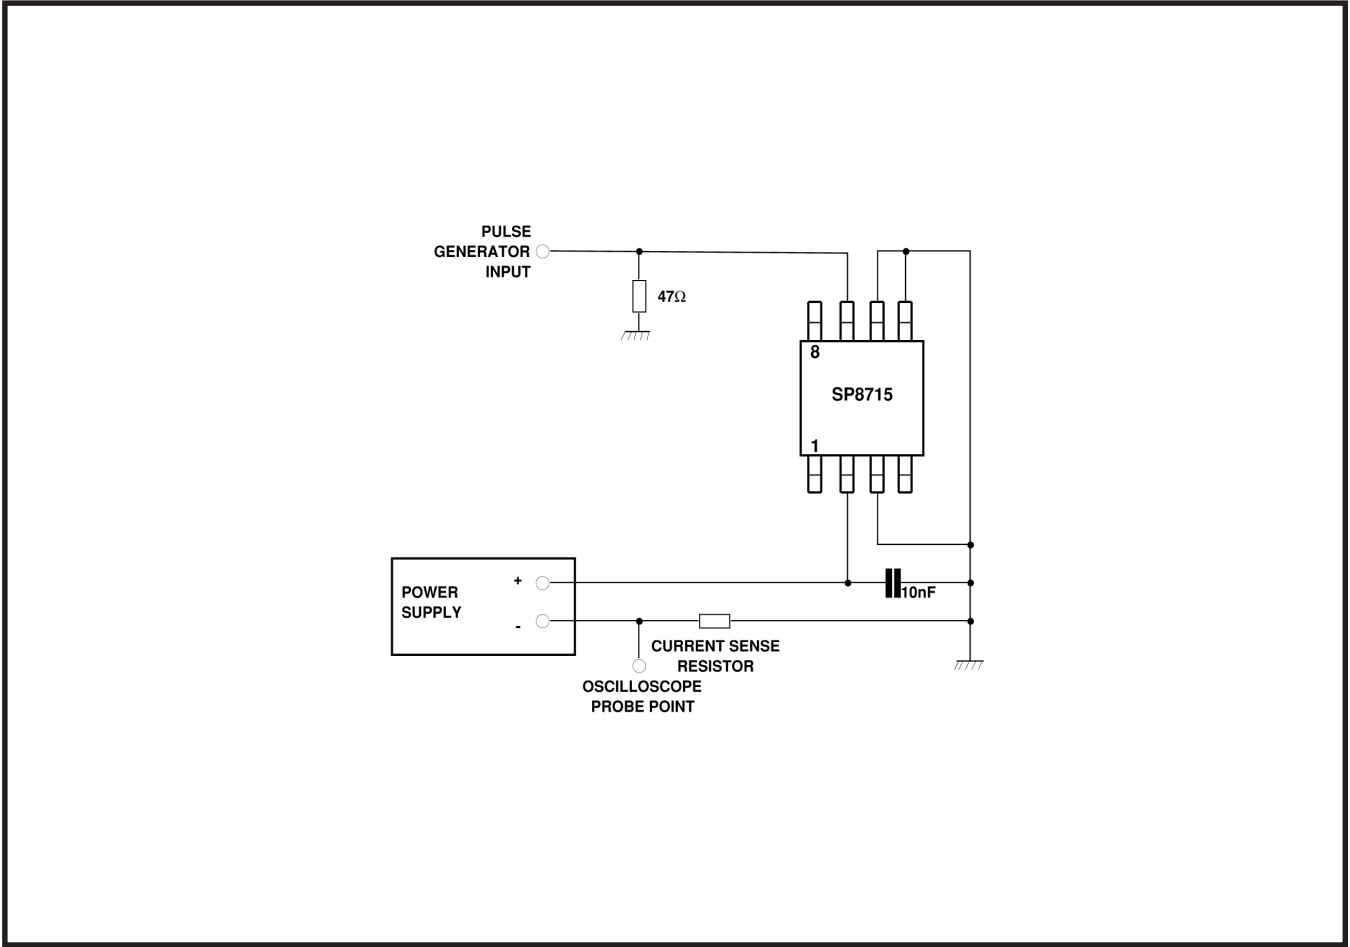 PULSE
GENERATOR
INPUT
47Ω
8
SP8715
1
POWER
SUPPLY
+
-
10nF
CURRENT SENSE
RESISTOR
OSCILLOSCOPE
PROBE POINT